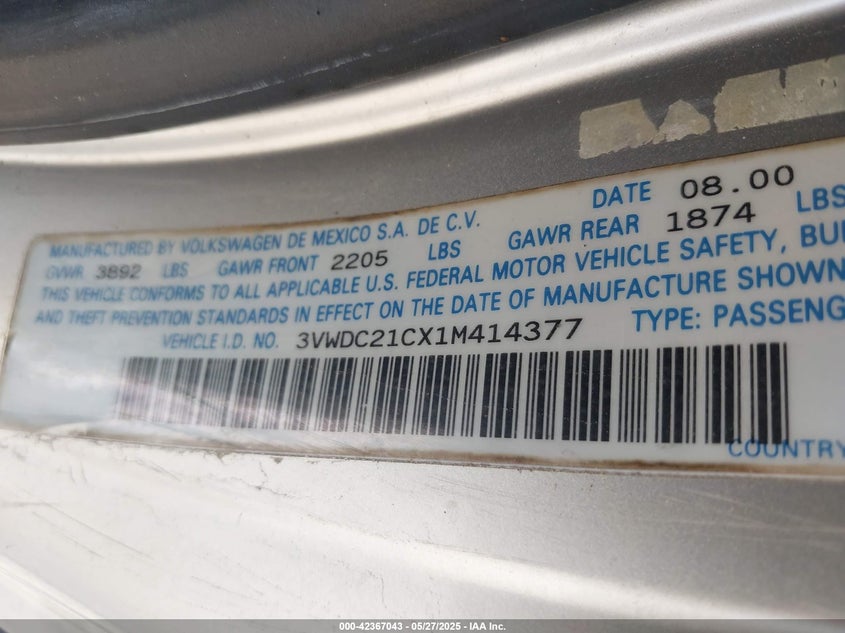 MANUFACTURED BY VOLKSWAGEN DE MEXICO S.A. DE C.V. DATE 08.00
GVWR 3892 LBS GAWR FRONT 2205 LBS GAWR REAR 1874 LBS
THIS VEHICLE CONFORMS TO ALL APPLICABLE U.S. FEDERAL MOTOR VEHICLE SAFETY, BU
AND THEFT PREVENTION STANDARDS IN EFFECT ON THE DATE OF MANUFACTURE SHOWN
VEHICLE I.D. NO. 3VWDC21CX1M414377 TYPE: PASSENG
COUNTRY
000-42367043 / 05/27/2025 - IAA Inc.